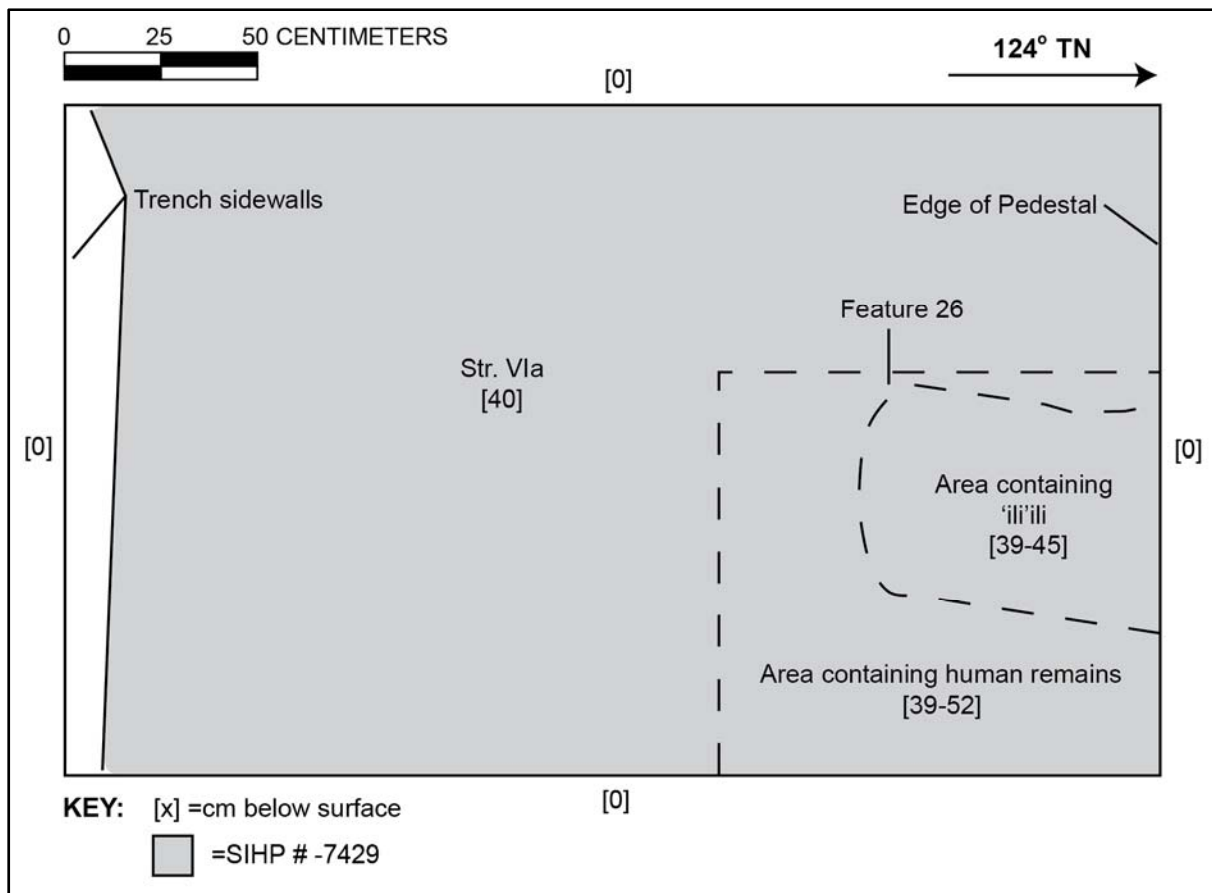 0 25 50 CENTIMETERS
124° TN
[0]
Trench sidewalls
Edge of Pedestal
Feature 26
Str. VIa
[40]
[0]
[0]
Area containing
‘ili‘ili
[39-45]
Area containing human remains
[39-52]
[0]
KEY: [x] =cm below surface
=SIHP # -7429